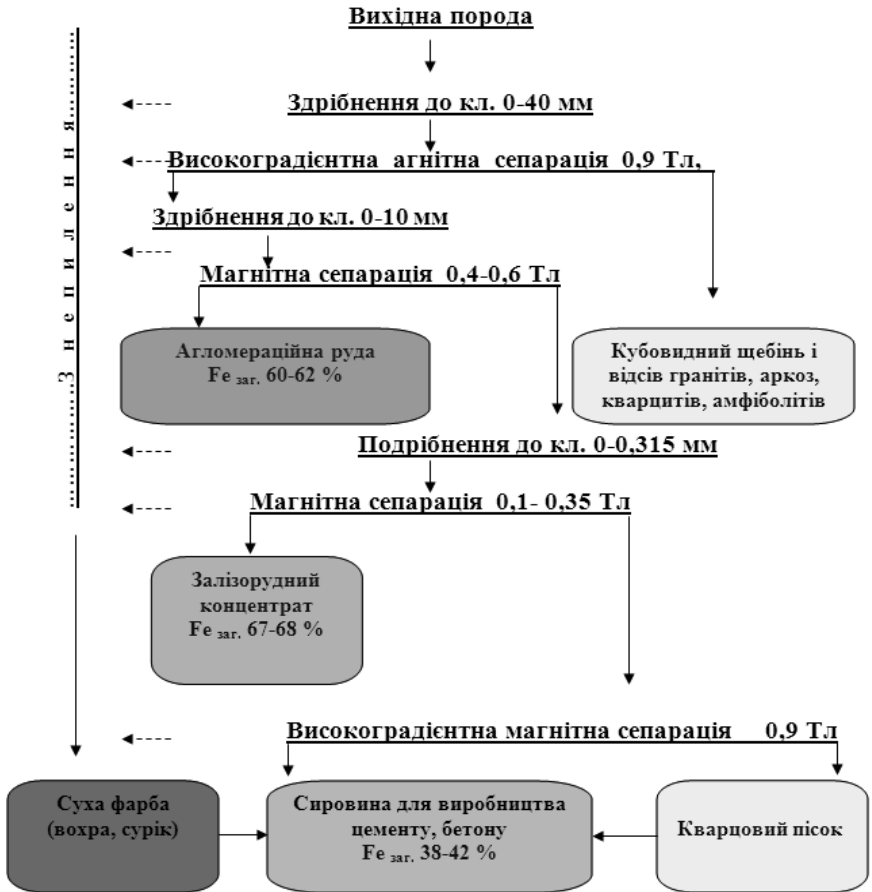 Вихідна порода
Здрібнення до кл. 0-40 мм
Високоградієнтна агнітна сепарація 0,9 Тл,
Здрібнення до кл. 0-10 мм
Магнітна сепарація 0,4-0,6 Тл
Знепилення
Агломераційна руда
Fe заг. 60-62 %
Кубовидний щебінь і
відсів гранітів, аркоз,
кварцитів, амфіболітів
Подрібнення до кл. 0-0,315 мм
Магнітна сепарація 0,1- 0,35 Тл
Залізорудний
концентрат
Fe заг. 67-68 %
Високоградієнтна магнітна сепарація 0,9 Тл
Суха фарба
(вохра, сурік)
Сировина для виробництва
цементу, бетону
Fe заг. 38-42 %
Кварцовий пісок